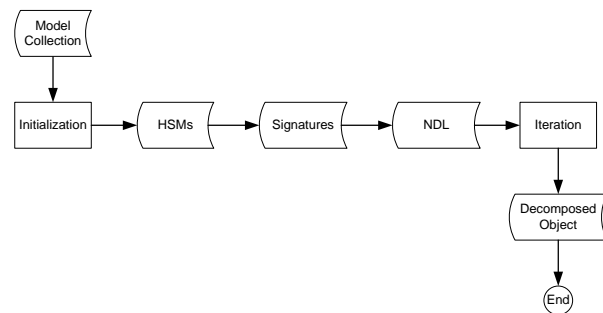 Model
Collection
Initialization
HSMs
Signatures
NDL
Iteration
Decomposed
Object
End